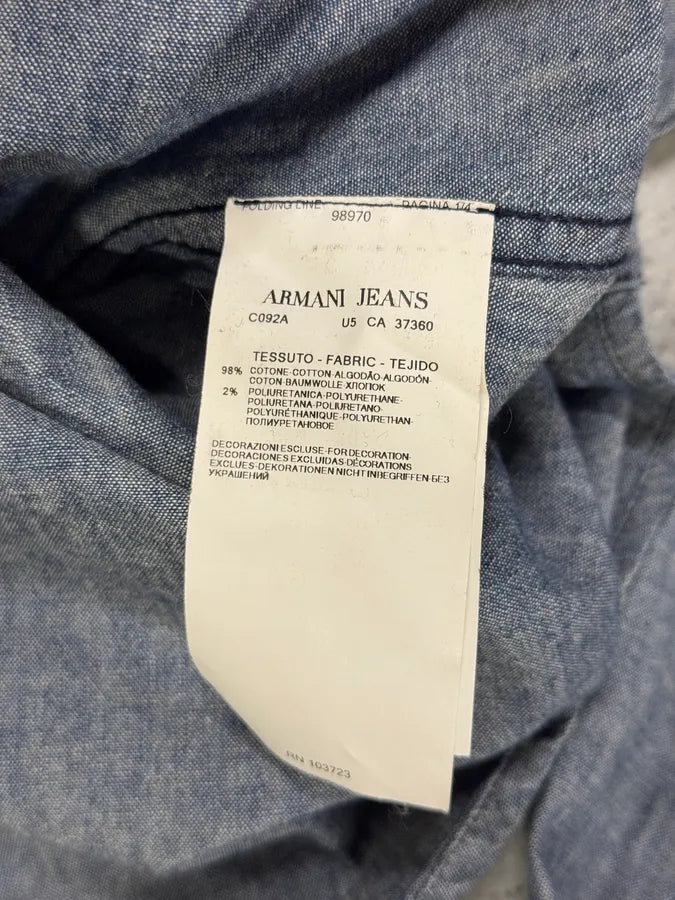 FOLDING LINE PAGINA 1/4
98970
ARMANI JEANS
C092A U5 CA 37360
TESSUTO - FABRIC - TEJIDO
98% COTONE-COTTON-ALGODÃO-ALGODÓN-
COTON-BAUMWOLLE-ХЛОПОК
2% POLIURETANICA-POLYURETHANE-
POLIURETANA-POLIURETANO-
POLYURÉTHANIQUE-POLYURETHAN-
ПОЛИУРЕТАНОВОЕ
DECORAZIONI ESCLUSE-FOR DECORATION-
DECORACIONES EXCLUIDAS-DÉCORATIONS
EXCLUES-DEKORATIONEN NICHT INBEGRIFFEN-БЕЗ
УКРАШЕНИЙ
RN 103723